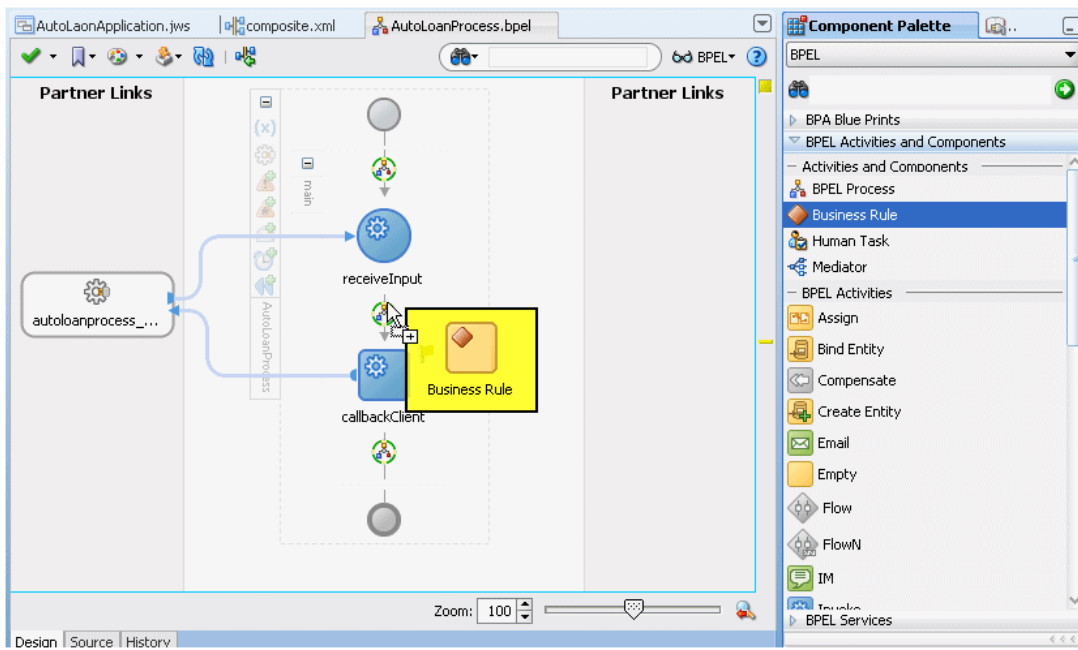 AutoLaonApplication.jws
composite.xml
AutoLoanProcess.bpel
BPEL
Partner Links
Partner Links
(x)
main
receiveInput
autoloanprocess_...
AutoLoanProcess
Business Rule
callbackClient
Zoom: 100
Design Source History
Component Palette
BPEL
BPA Blue Prints
BPEL Activities and Components
Activities and Components
BPEL Process
Business Rule
Human Task
Mediator
BPEL Activities
Assign
Bind Entity
Compensate
Create Entity
Email
Empty
Flow
FlowN
IM
Invoke
BPEL Services